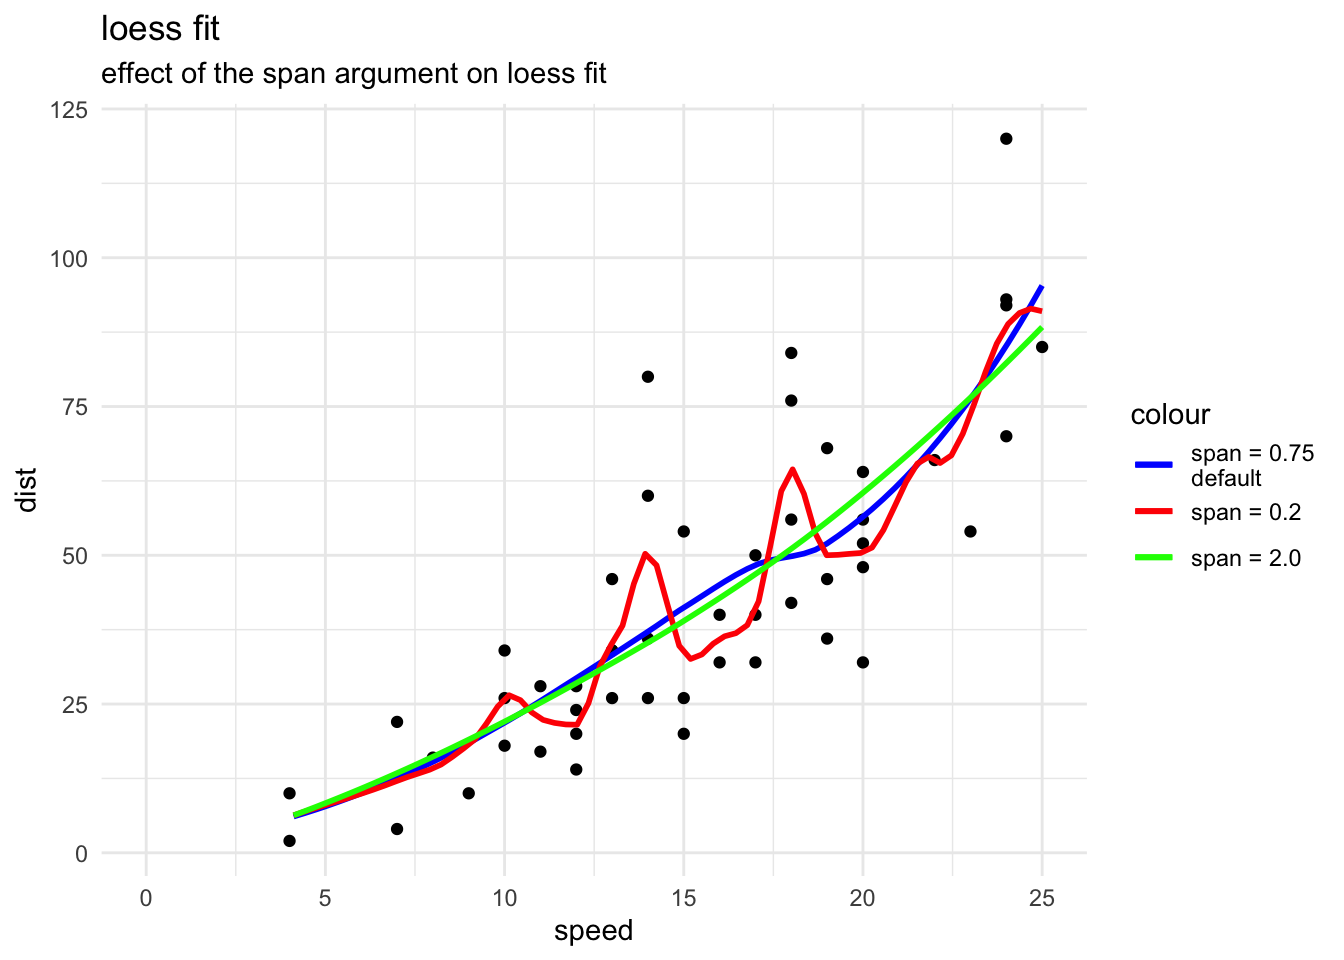 loess fit
effect of the span argument on loess fit
125
100
75
50
25
0
dist
0 5 10 15 20 25
speed
colour
span = 0.75
default
span = 0.2
span = 2.0